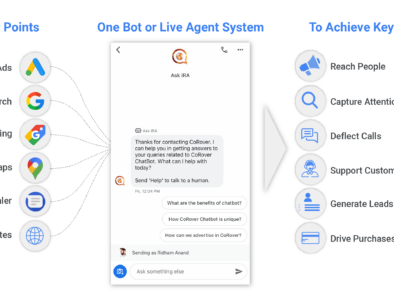 Points
One Bot or Live Agent System
To Achieve Key
Ads
rch
ing
aps
ler
tes
Ask IRA
Ask IRA
Thanks for contacting CoRover. I
can help you in getting answers to
your queries related to CoRover
ChatBot. What can I help with
today?
Send "Help" to talk to a human.
Fri, 12:04 PM
What are the benefits of chatbot?
How CoRover Chatbot is unique?
How can we advertise in CoRover?
Sending as Ridham Anand
Ask something else
Reach People
Capture Attentio
Deflect Calls
Support Custom
Generate Leads
Drive Purchases